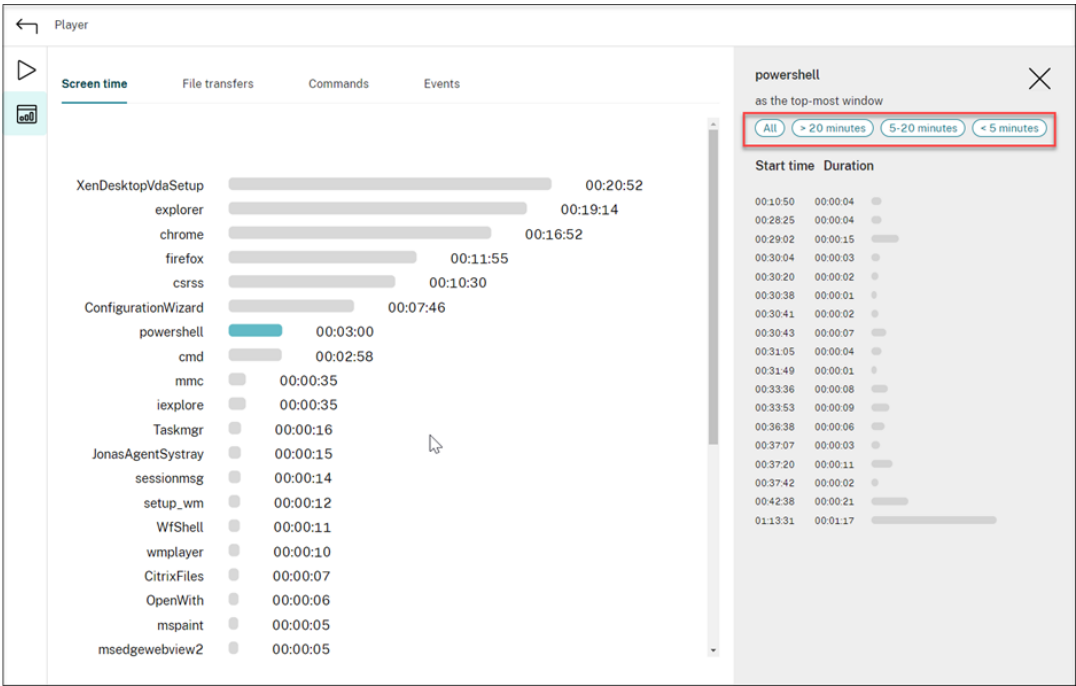 Player
Screen time File transfers Commands Events
XenDesktopVdaSetup 00:20:52
explorer 00:19:14
chrome 00:16:52
firefox 00:11:55
csrss 00:10:30
ConfigurationWizard 00:07:46
powershell 00:03:00
cmd 00:02:58
mmc 00:00:35
iexplore 00:00:35
Taskmgr 00:00:16
JonasAgentSystray 00:00:15
sessionmsg 00:00:14
setup_wm 00:00:12
WfShell 00:00:11
wmplayer 00:00:10
CitrixFiles 00:00:07
OpenWith 00:00:06
mspaint 00:00:05
msedgewebview2 00:00:05
powershell
as the top-most window
All > 20 minutes 5-20 minutes < 5 minutes
Start time Duration
00:10:50 00:00:04
00:28:25 00:00:04
00:29:02 00:00:15
00:30:04 00:00:03
00:30:20 00:00:02
00:30:38 00:00:01
00:30:41 00:00:02
00:30:43 00:00:07
00:31:05 00:00:04
00:31:49 00:00:01
00:33:36 00:00:08
00:33:53 00:00:09
00:36:38 00:00:06
00:37:07 00:00:03
00:37:20 00:00:11
00:37:42 00:00:02
00:42:38 00:00:21
01:13:31 00:01:17